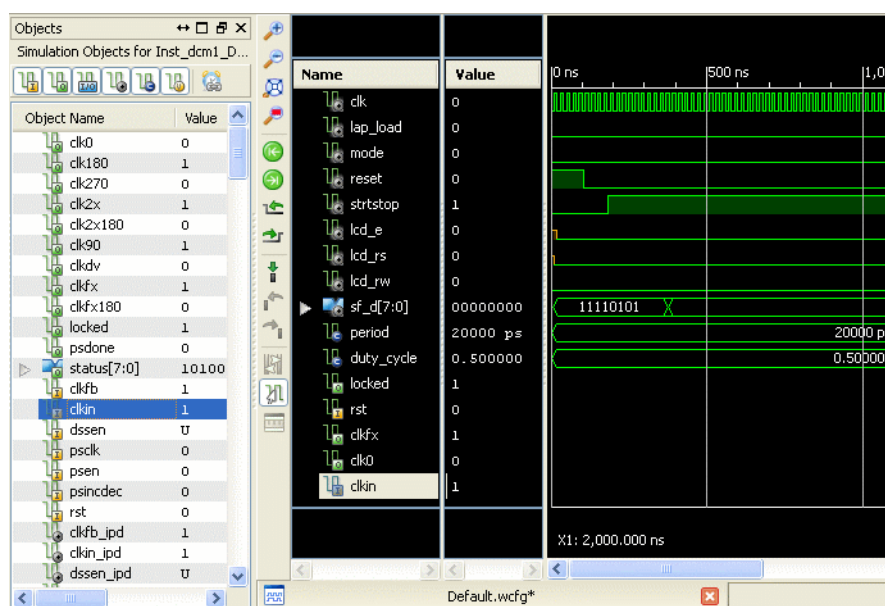 Objects
Simulation Objects for Inst_dcm1_D...
Object Name Value
clk0 0
clk180 1
clk270 0
clk2x 1
clk2x180 0
clk90 1
clkdv 0
clkfx 1
clkfx180 0
locked 1
psdone 0
status[7:0] 10100
clkfb 1
clkin 1
dssen U
psclk 0
psen 0
psincdec 0
rst 0
clkfb_ipd 1
clkin_ipd 1
dssen_ipd U
Name Value
clk 0
lap_load 0
mode 0
reset 0
strtstop 1
lcd_e 0
lcd_rs 0
lcd_rw 0
sf_d[7:0] 00000000
period 20000 ps
duty_cycle 0.500000
locked 1
rst 0
clkfx 1
clk0 0
clkin 1
0 ns 500 ns 1,0
11110101
20000 p
0.50000
X1: 2,000.000 ns
Default.wcfg*